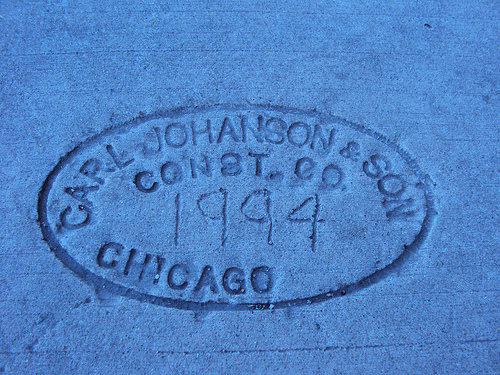 CARL JOHANSON & SON
CONST. CO.
1994
CHICAGO